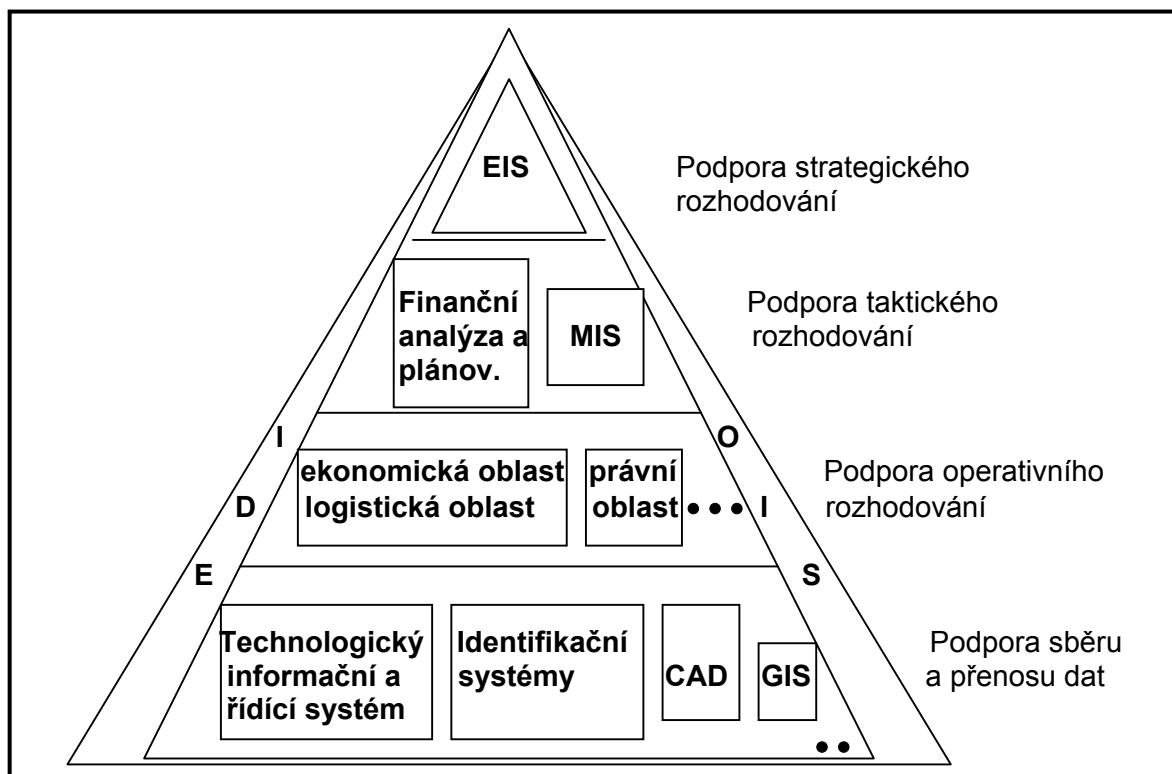 EIS
Podpora strategického
rozhodování
Finanční
analýza a
plánov.
MIS
Podpora taktického
rozhodování
I
D
E
O
I
S
ekonomická oblast
logistická oblast
právní
oblast
Podpora operativního
rozhodování
Technologický
informační a
řídící systém
Identifikační
systémy
CAD
GIS
Podpora sběru
a přenosu dat